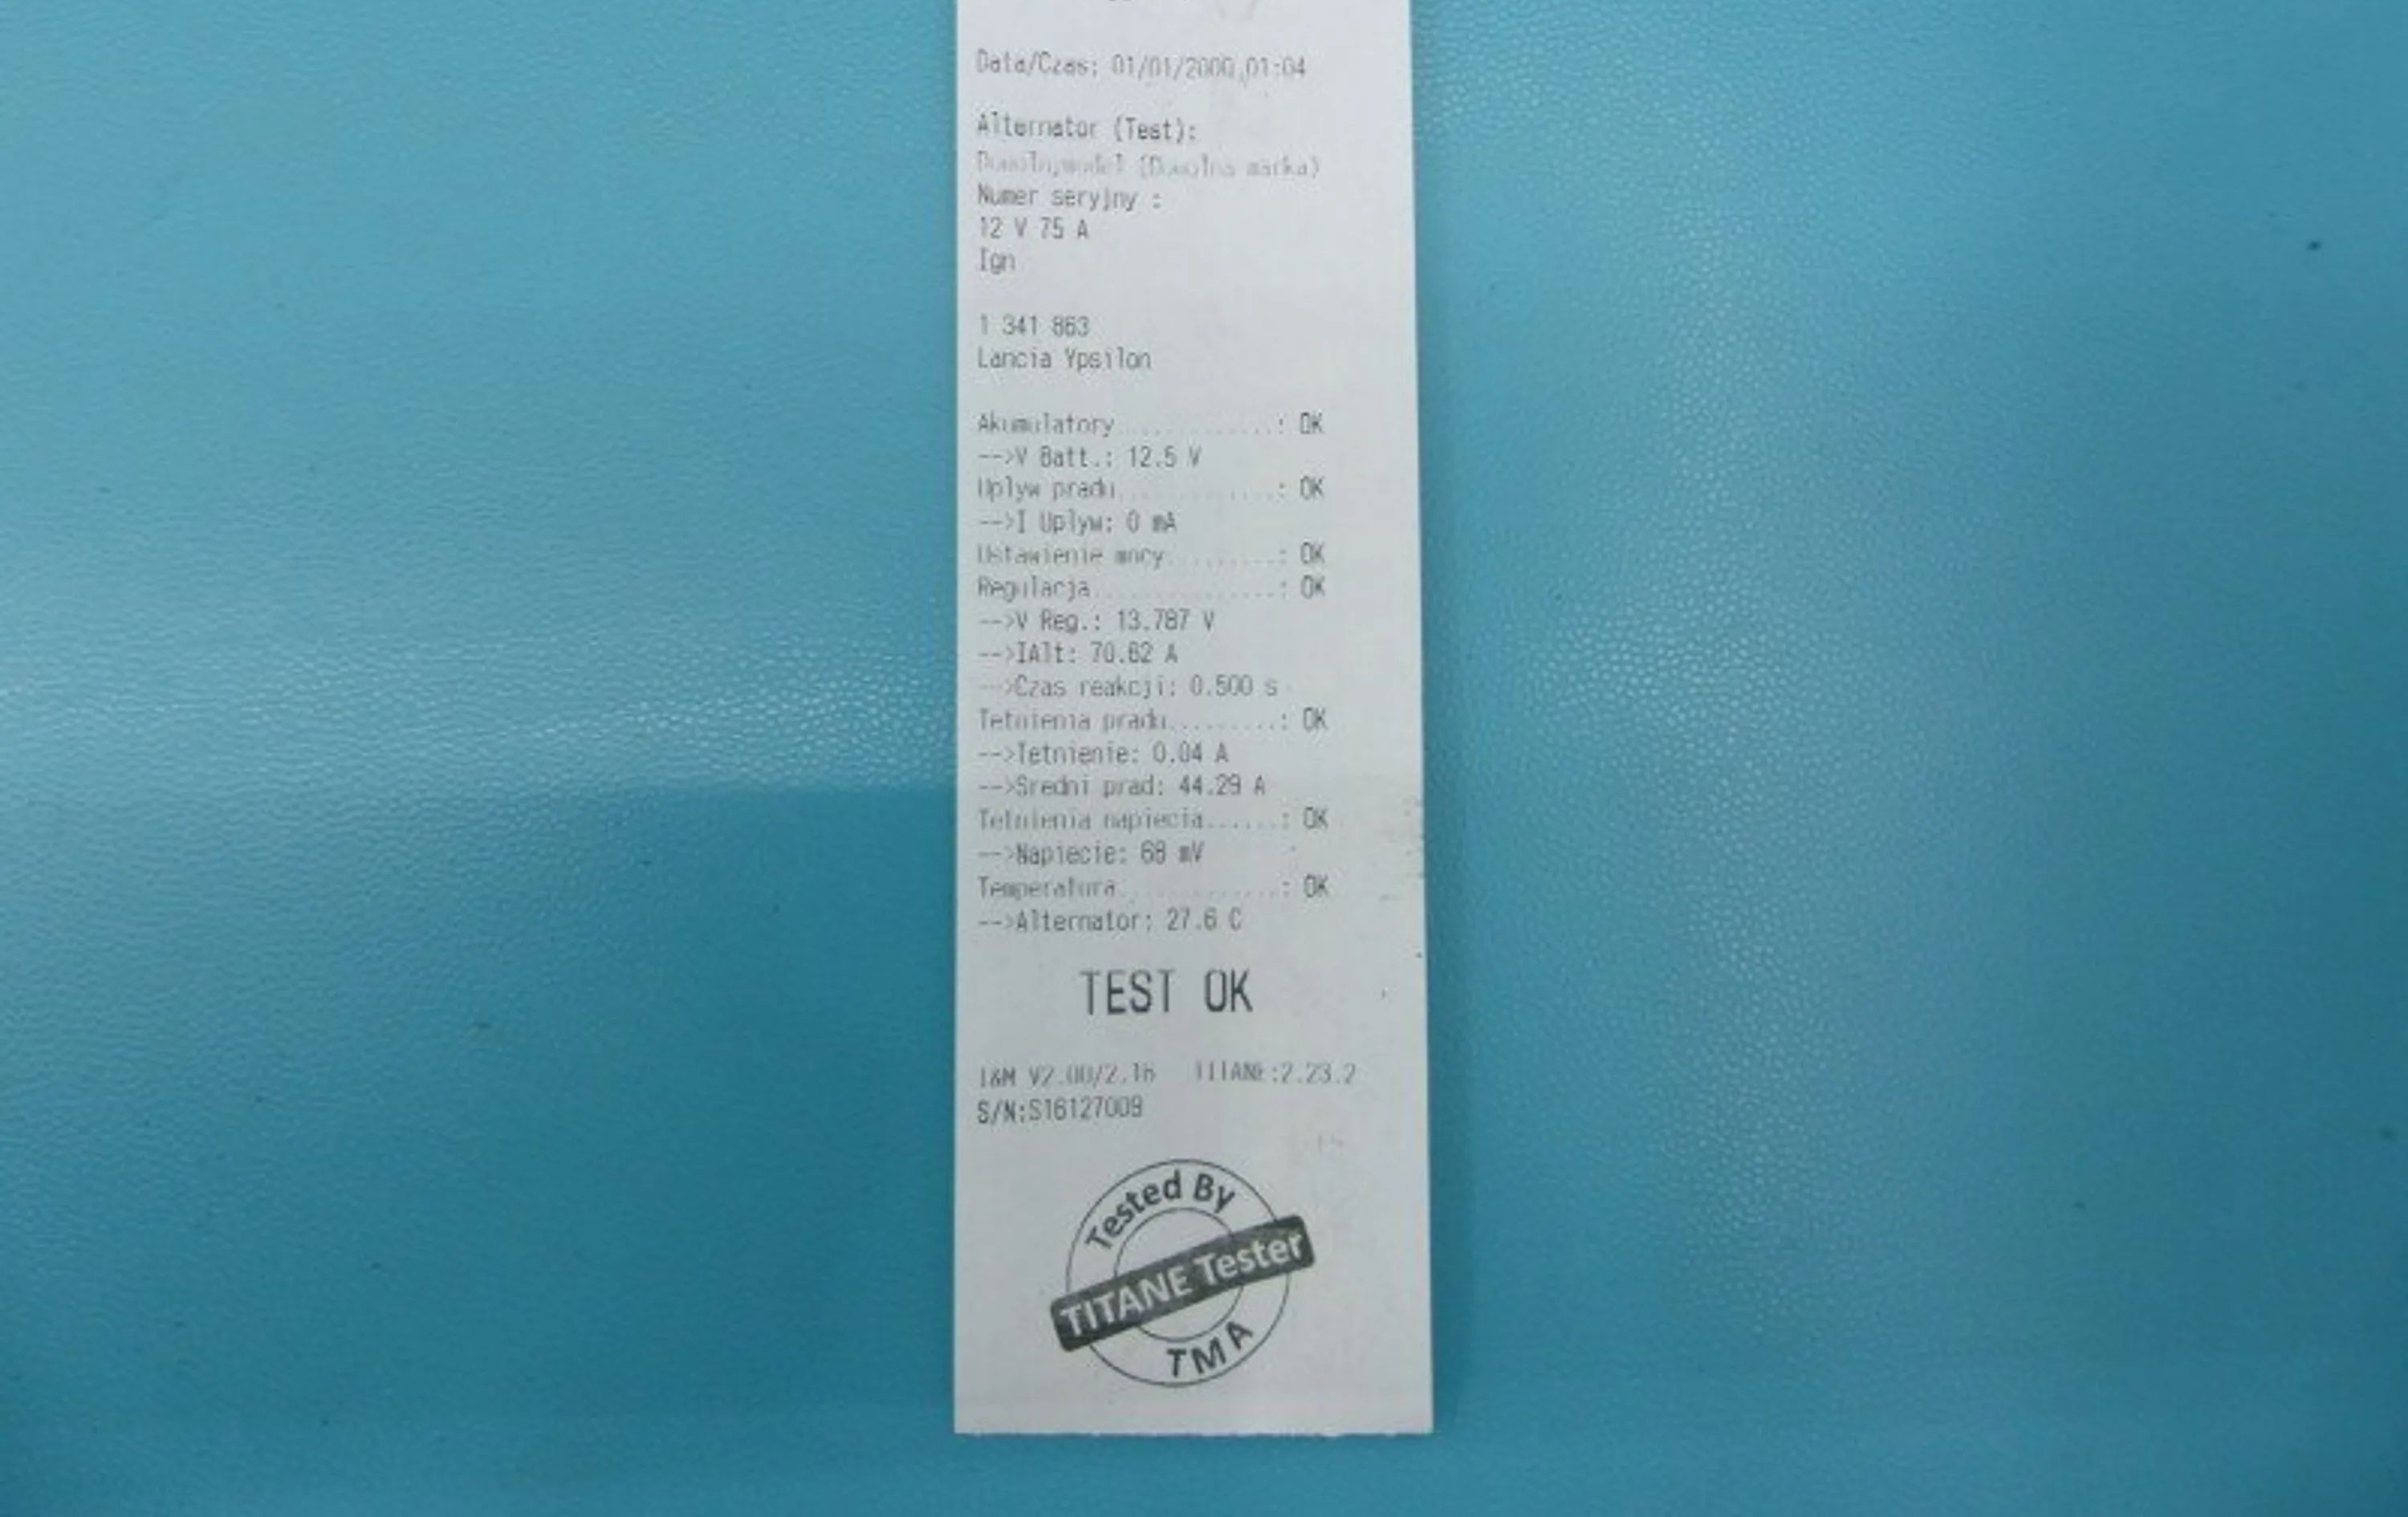 Data/Czas: 01/01/2000,01:04
Alternator (Test):
Dowolnymodel (Dowolna marka)
Numer seryjny :
12 V 75 A
Ign
1 341 863
Lancia Ypsilon
Akumulatory.............: OK
-->V Batt.: 12.5 V
Uplyw pradu.............: OK
-->I Uplyw: 0 mA
Ustawienie mocy.........: OK
Regulacja...............: OK
-->V Reg.: 13.787 V
-->IAlt: 70.62 A
-->Czas reakcji: 0.500 s
Tetnienia pradu.........: OK
-->Tetnienie: 0.04 A
-->Sredni prad: 44.29 A
Tetnienia napiecia......: OK
-->Napiecie: 68 mV
Temperatura.............: OK
-->Alternator: 27.6 C
TEST OK
I&M V2.00/2.16 TITANE:2.23.2
S/N:S16127009
Tested By
TITANE Tester
TMA